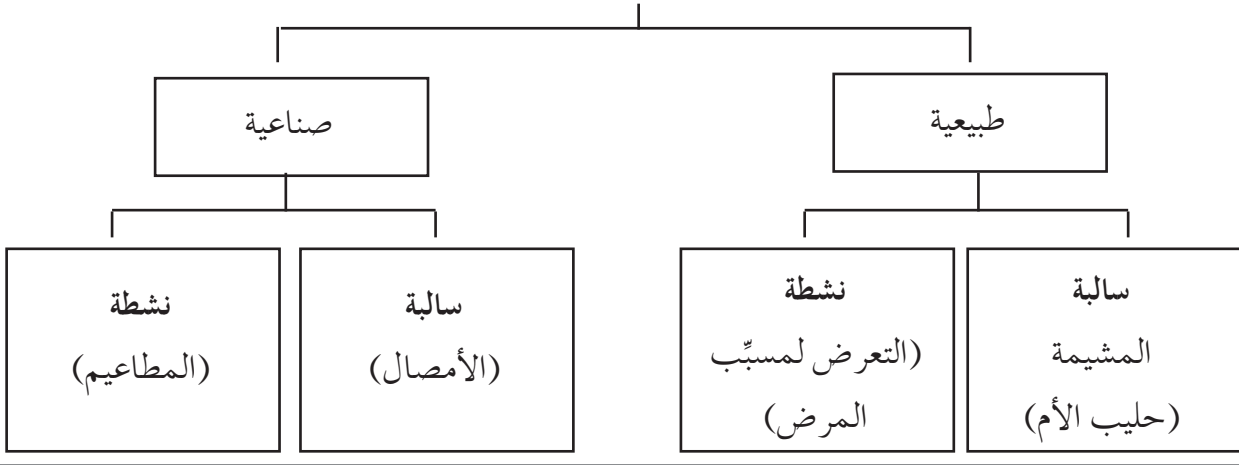 طبيعية
صناعية
سالبة
المشيمة
(حليب الأم)
نشطة
(التعرض لمسبِّب
المرض)
سالبة
(الأمصال)
نشطة
(المطاعيم)